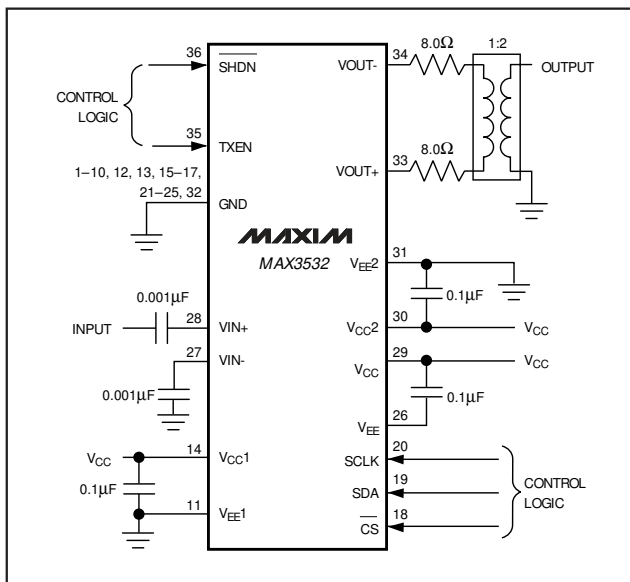 36
SHDN
CONTROL
LOGIC
35
TXEN
1–10, 12, 13, 15–17,
21–25, 32
GND
MAXIM
MAX3532
0.001µF
INPUT
28
VIN+
27
VIN-
0.001µF
VCC
14
VCC1
0.1µF
11
VEE1
34
8.0Ω
1:2
VOUT-
OUTPUT
8.0Ω
33
VOUT+
31
VEE2
0.1µF
30
VCC2
VCC
29
VCC
VCC
0.1µF
26
VEE
20
SCLK
19
SDA
18
CS
CONTROL
LOGIC